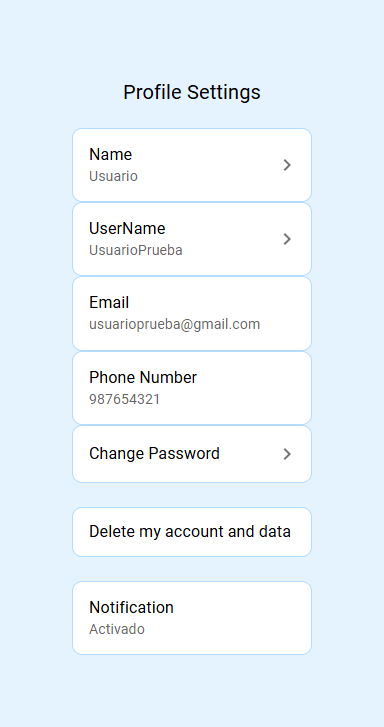 Profile Settings
Name
Usuario
UserName
UsuarioPrueba
Email
usuarioprueba@gmail.com
Phone Number
987654321
Change Password
Delete my account and data
Notification
Activado